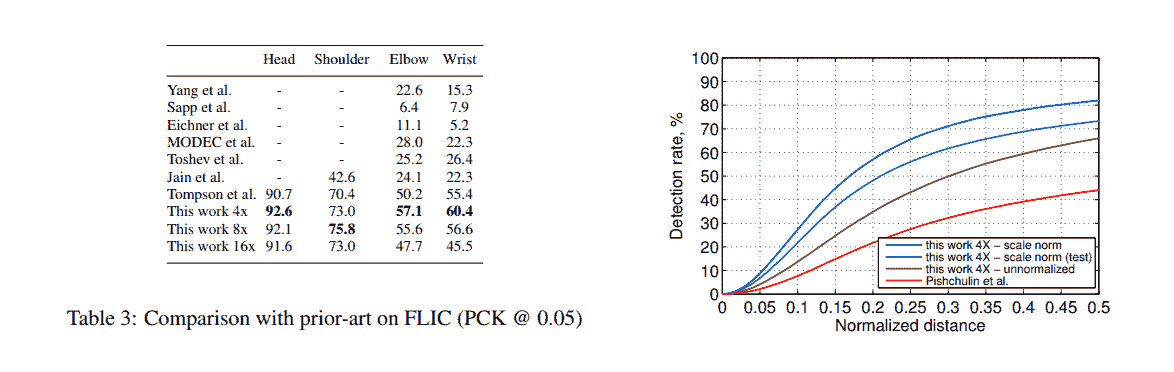 Head Shoulder Elbow Wrist
Yang et al. - - 22.6 15.3
Sapp et al. - - 6.4 7.9
Eichner et al. - - 11.1 5.2
MODEC et al. - - 28.0 22.3
Toshev et al. - - 25.2 26.4
Jain et al. - 42.6 24.1 22.3
Tompson et al. 90.7 70.4 50.2 55.4
This work 4x 92.6 73.0 57.1 60.4
This work 8x 92.1 75.8 55.6 56.6
This work 16x 91.6 73.0 47.7 45.5
Table 3: Comparison with prior-art on FLIC (PCK @ 0.05)
Detection rate, %
100
90
80
70
60
50
40
30
20
10
0
this work 4X – scale norm
this work 4X – scale norm (test)
this work 4X – unnormalized
Pishchulin et al.
0 0.05 0.1 0.15 0.2 0.25 0.3 0.35 0.4 0.45 0.5
Normalized distance